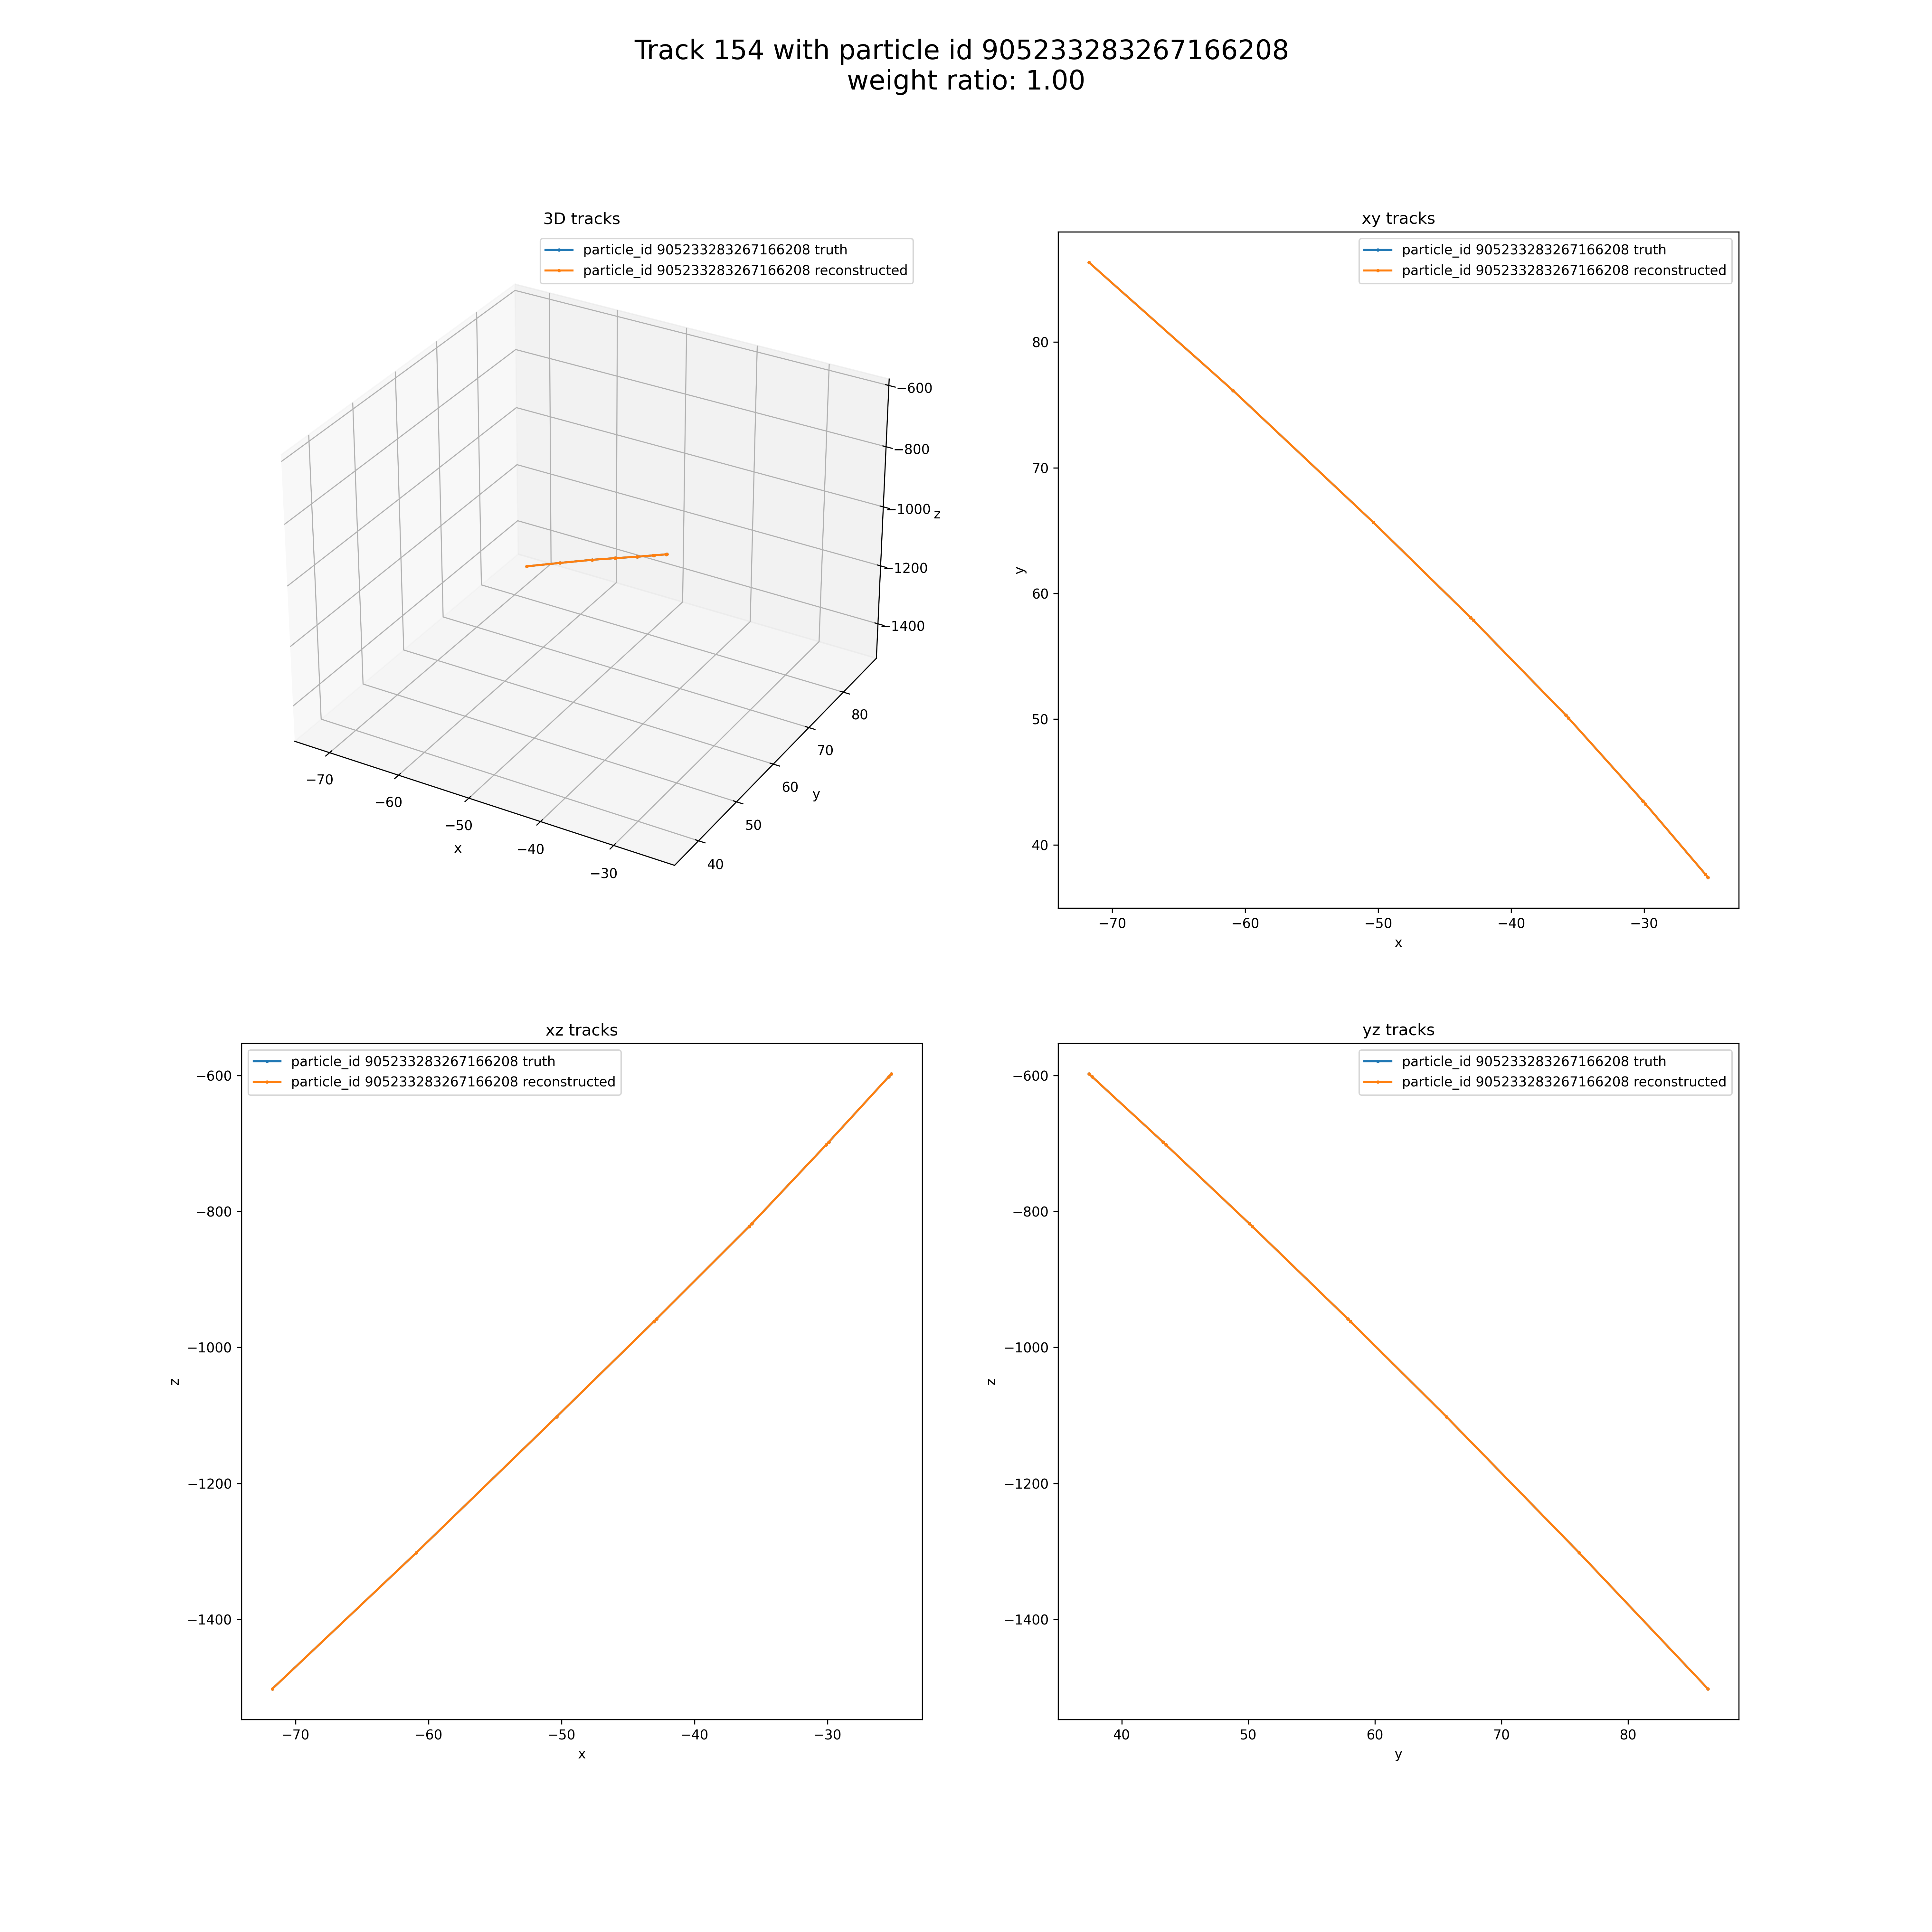 Track 154 with particle id 905233283267166208
weight ratio: 1.00
3D tracks
particle_id 905233283267166208 truth
particle_id 905233283267166208 reconstructed
−600
−800
−1000
z
−1200
−1400
80
70
60
y
50
40
−70
−60
−50
x
−40
−30
xy tracks
particle_id 905233283267166208 truth
particle_id 905233283267166208 reconstructed
80
70
60
y
50
40
−70 −60 −50 −40 −30
x
xz tracks
particle_id 905233283267166208 truth
particle_id 905233283267166208 reconstructed
−600
−800
−1000
z
−1200
−1400
−70 −60 −50 −40 −30
x
yz tracks
particle_id 905233283267166208 truth
particle_id 905233283267166208 reconstructed
−600
−800
−1000
z
−1200
−1400
40 50 60 70 80
y